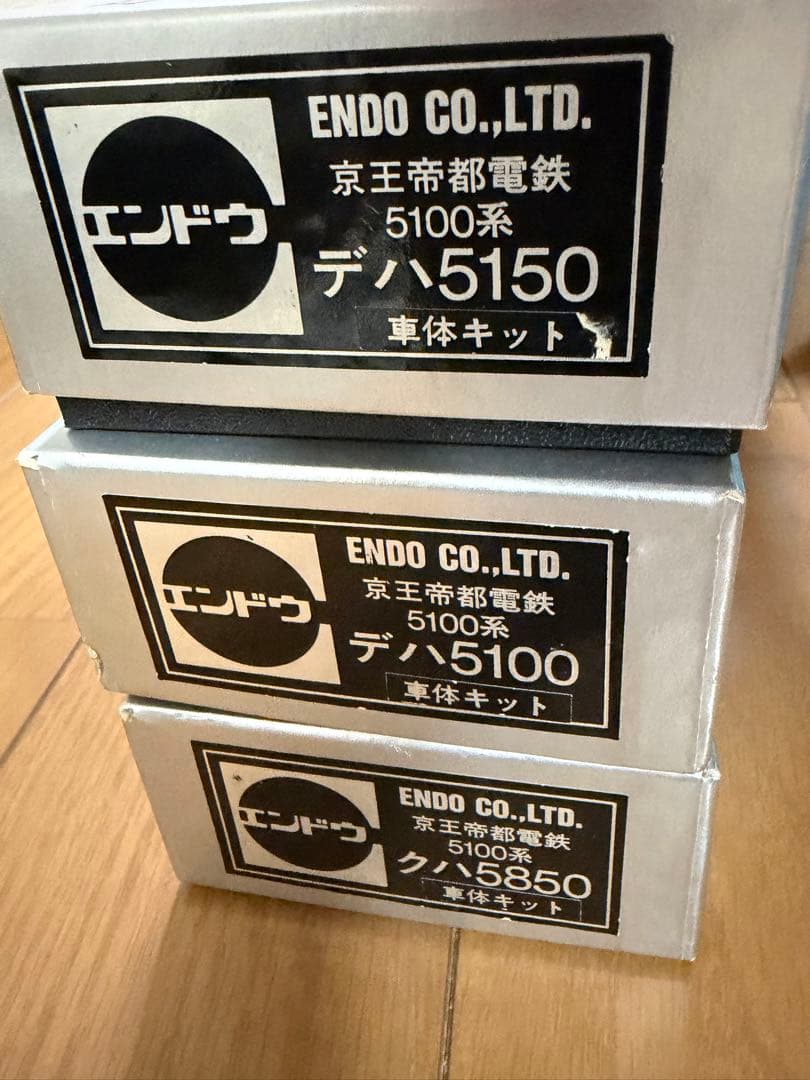 エンドウ
ENDO CO.,LTD.
京王帝都電鉄
5100系
デハ5150
車体キット
エンドウ
ENDO CO.,LTD.
京王帝都電鉄
5100系
デハ5100
車体キット
エンドウ
ENDO CO.,LTD.
京王帝都電鉄
5100系
クハ5850
車体キット